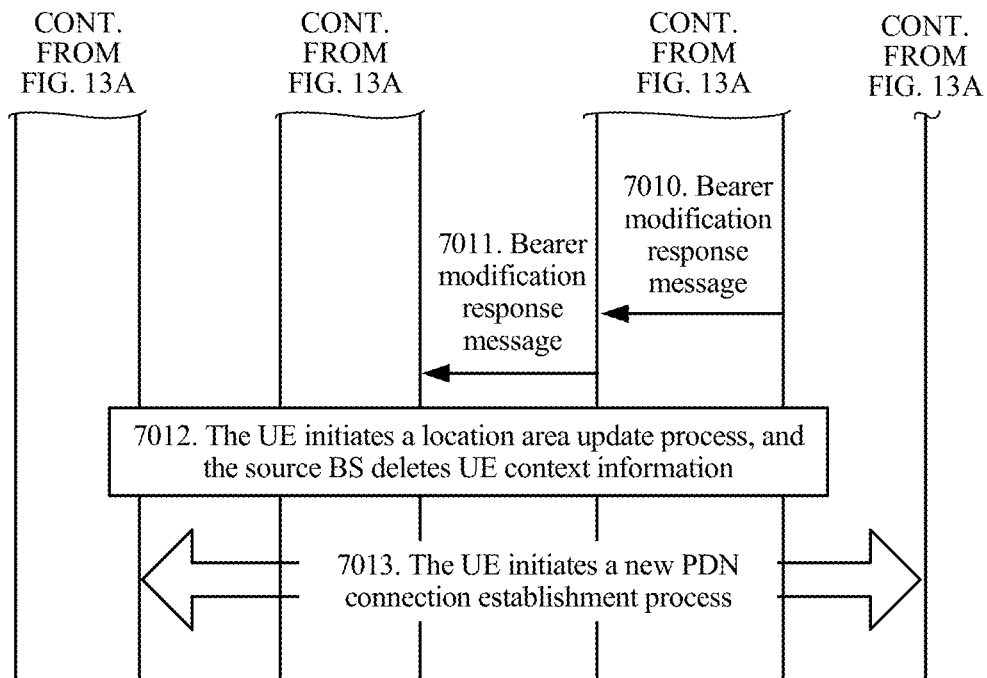 CONT.
FROM
FIG. 13A
CONT.
FROM
FIG. 13A
CONT.
FROM
FIG. 13A
CONT.
FROM
FIG. 13A
7010. Bearer
modification
response
message
7011. Bearer
modification
response
message
7012. The UE initiates a location area update process, and
the source BS deletes UE context information
7013. The UE initiates a new PDN
connection establishment process